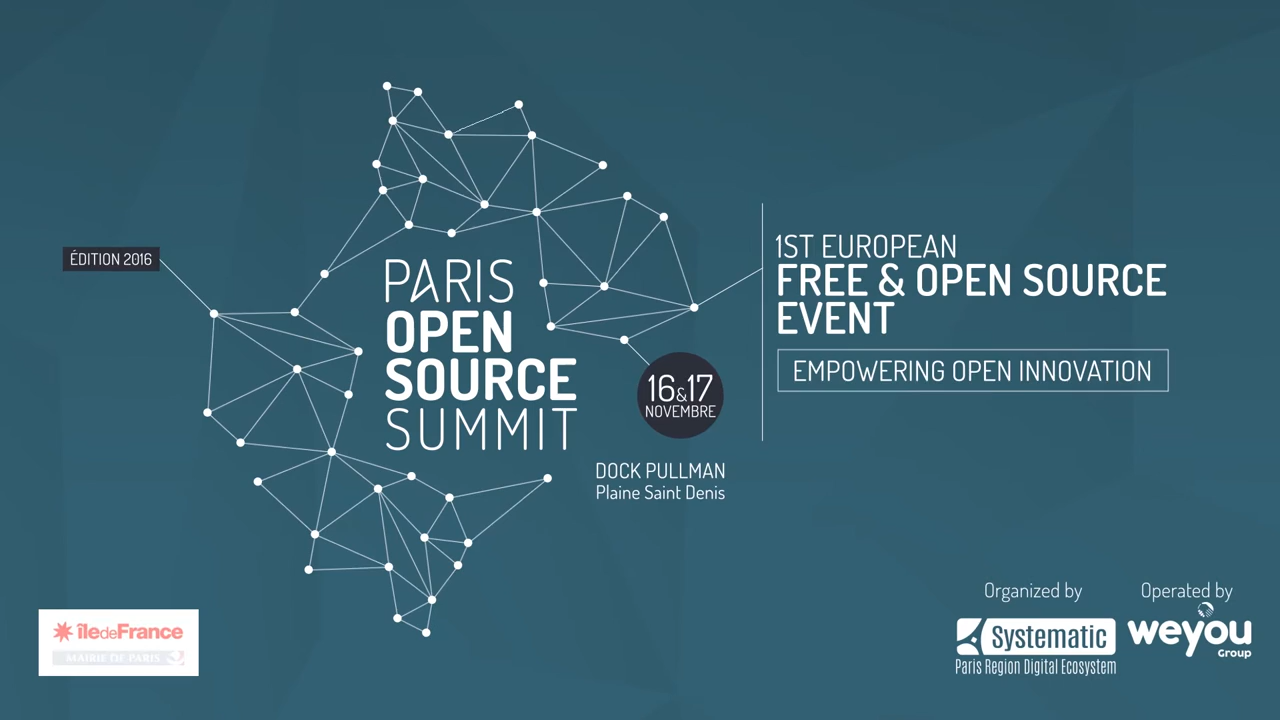 ÉDITION 2016
PARIS
OPEN
SOURCE
SUMMIT
16&17
NOVEMBRE
DOCK PULLMAN
Plaine Saint Denis
1ST EUROPEAN
FREE & OPEN SOURCE
EVENT
EMPOWERING OPEN INNOVATION
îledeFrance
MAIRIE DE PARIS
Organized by
Systematic
Paris Region Digital Ecosystem
Operated by
weyou
Group